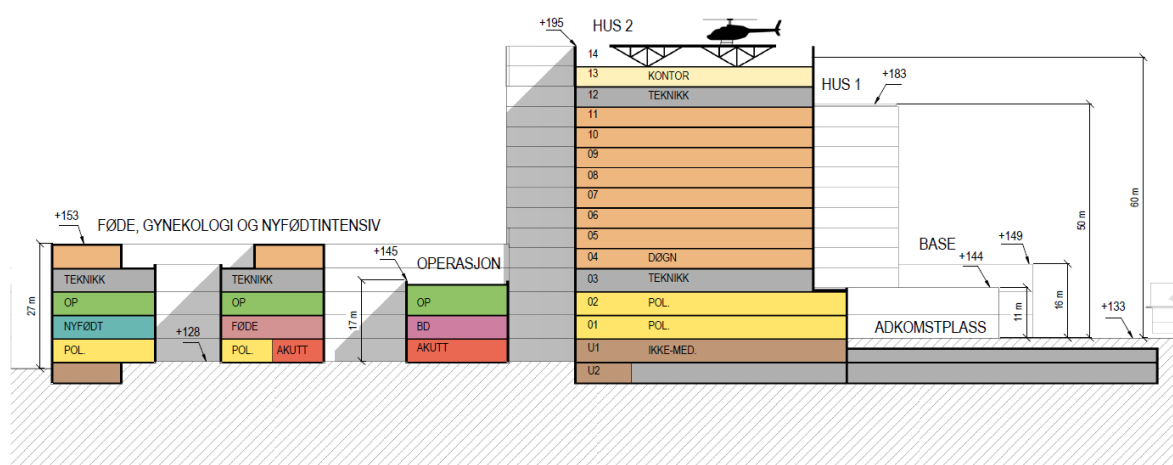 +195
HUS 2
14
13 KONTOR
12 TEKNIKK
11
10
09
08
07
06
05
04 DØGN
03 TEKNIKK
02 POL.
01 POL.
U1 IKKE-MED.
U2
HUS 1
+183
60 m
50 m
BASE
+149
+144
16 m
11 m
+133
ADKOMSTPLASS
+153
FØDE, GYNEKOLOGI OG NYFØDTINTENSIV
27 m
TEKNIKK
OP
NYFØDT
POL.
+128
TEKNIKK
OP
FØDE
POL. AKUTT
+145
OPERASJON
17 m
OP
BD
AKUTT